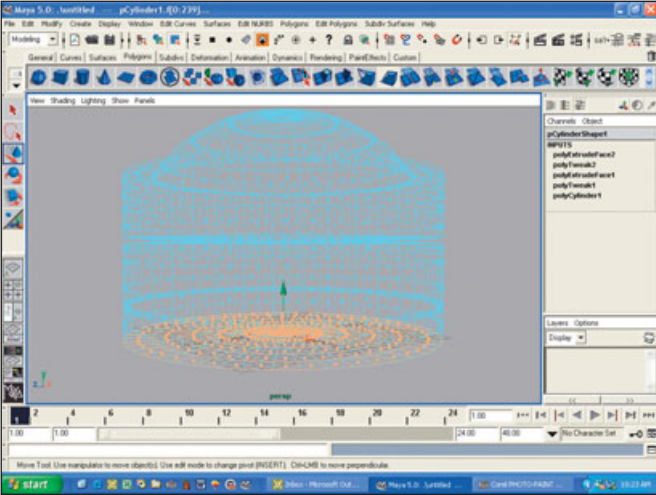 Maya 5.0: .\untitled --- pCylinder1.f[0:239]...
File Edit Modify Create Display Window Edit Curves Surfaces Edit NURBS Polygons Edit Polygons Subdiv Surfaces Help
Modeling
General Curves Surfaces Polygons Subdivs Deformation Animation Dynamics Rendering PaintEffects Custom
View Shading Lighting Show Panels
Channels Object
pCylinderShape1
INPUTS
polyExtrudeFace2
polyTweak2
polyExtrudeFace1
polyTweak1
polyCylinder1
Layers Options
Display
persp
2 4 6 8 10 12 14 16 18 20 22 24 1.00
1.00 1.00 24.00 48.00 No Character Set
Move Tool: Use manipulator to move object(s). Use edit mode to change pivot (INSERT). Ctrl+LMB to move perpendicular.
start Inbox - Microsoft Out... Maya 5.0: .\untitled ... Corel PHOTO-PAINT ... 10:23 AM